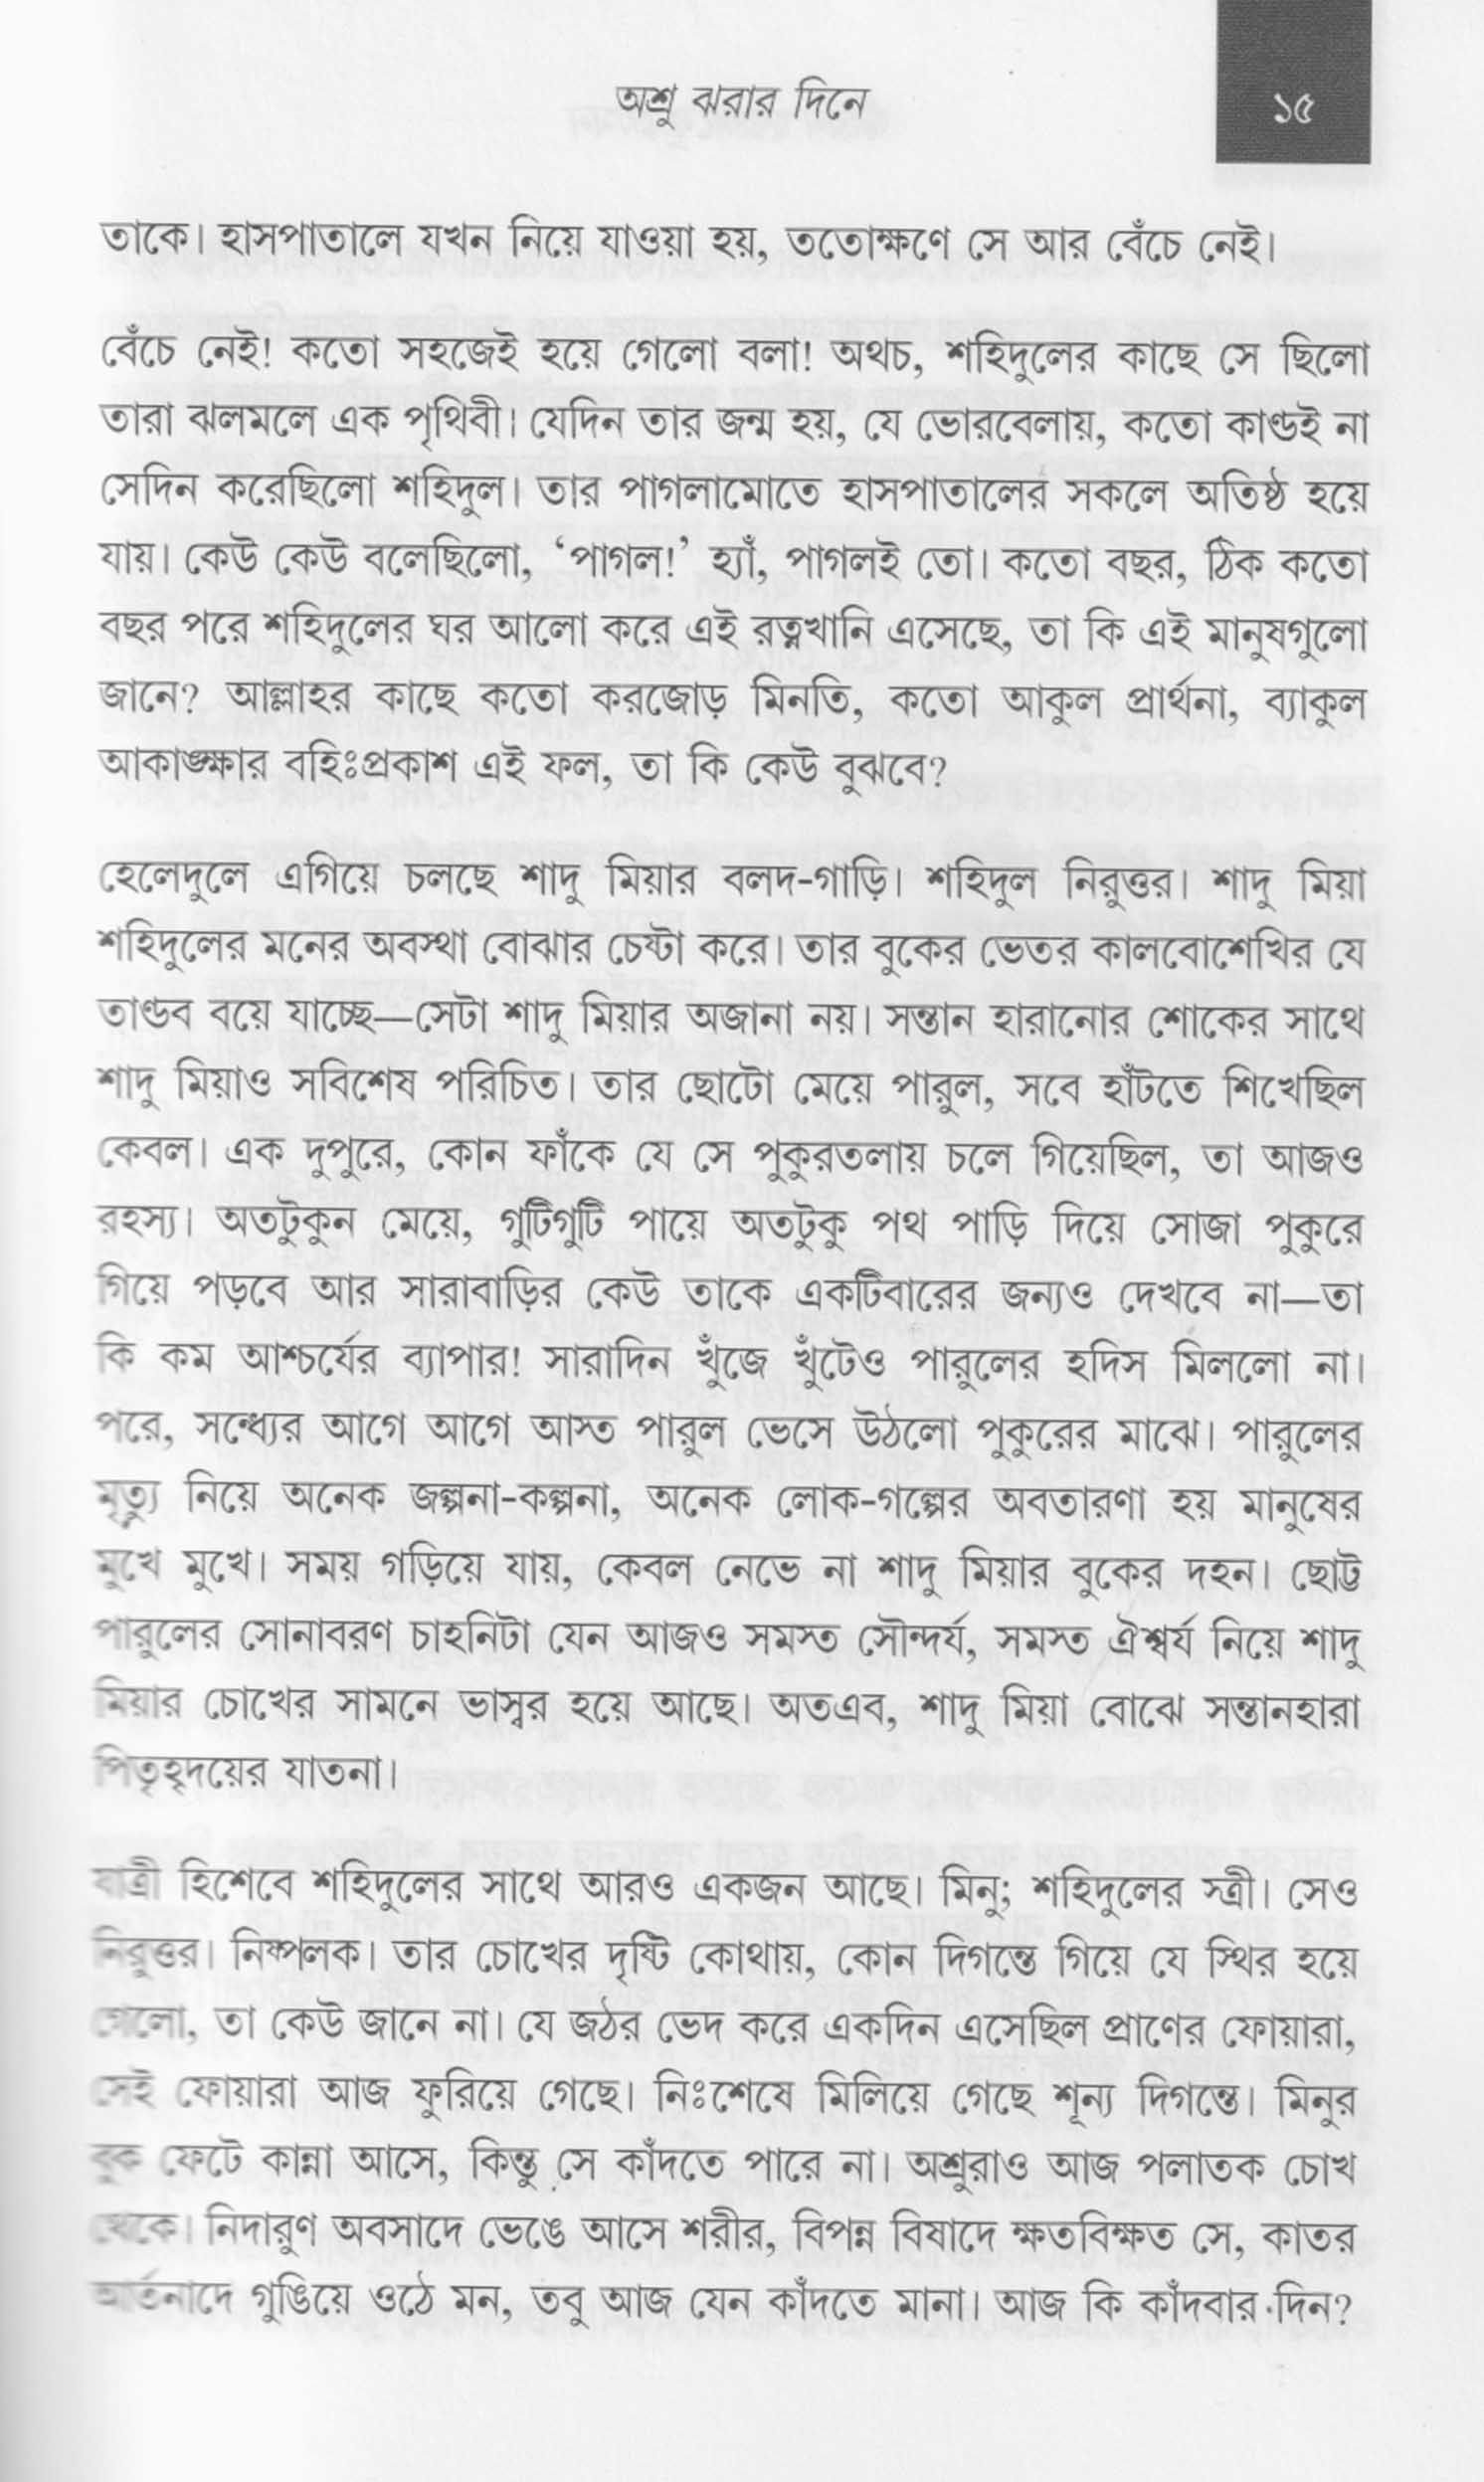 অশ্রু ঝরার দিনে
১৫
তাকে। হাসপাতালে যখন নিয়ে যাওয়া হয়, ততোক্ষণে সে আর বেঁচে নেই।
বেঁচে নেই! কতো সহজেই হয়ে গেলো বলা! অথচ, শহিদুলের কাছে সে ছিলো
তারা ঝলমলে এক পৃথিবী। যেদিন তার জন্ম হয়, যে ভোরবেলায়, কতো কাণ্ডই না
সেদিন করেছিলো শহিদুল। তার পাগলামোতে হাসপাতালের সকলে অতিষ্ঠ হয়ে
যায়। কেউ কেউ বলেছিলো, ‘পাগল!’ হ্যাঁ, পাগলই তো। কতো বছর, ঠিক কতো
বছর পরে শহিদুলের ঘর আলো করে এই রত্নখানি এসেছে, তা কি এই মানুষগুলো
জানে? আল্লাহর কাছে কতো করজোড় মিনতি, কতো আকুল প্রার্থনা, ব্যাকুল
আকাঙ্ক্ষার বহিঃপ্রকাশ এই ফল, তা কি কেউ বুঝবে?
হেলেদুলে এগিয়ে চলছে শাদু মিয়ার বলদ-গাড়ি। শহিদুল নিরুত্তর। শাদু মিয়া
শহিদুলের মনের অবস্থা বোঝার চেষ্টা করে। তার বুকের ভেতর কালবোশেখির যে
তাণ্ডব বয়ে যাচ্ছে—সেটা শাদু মিয়ার অজানা নয়। সন্তান হারানোর শোকের সাথে
শাদু মিয়াও সবিশেষ পরিচিত। তার ছোটো মেয়ে পারুল, সবে হাঁটতে শিখেছিল
কেবল। এক দুপুরে, কোন ফাঁকে যে সে পুকুরতলায় চলে গিয়েছিল, তা আজও
রহস্য। অতটুকুন মেয়ে, গুটিগুটি পায়ে অতটুকু পথ পাড়ি দিয়ে সোজা পুকুরে
গিয়ে পড়বে আর সারাবাড়ির কেউ তাকে একটিবারের জন্যও দেখবে না—তা
কি কম আশ্চর্যের ব্যাপার! সারাদিন খুঁজে খুঁটেও পারুলের হদিস মিললো না।
পরে, সন্ধ্যের আগে আগে আস্ত পারুল ভেসে উঠলো পুকুরের মাঝে। পারুলের
মৃত্যু নিয়ে অনেক জল্পনা-কল্পনা, অনেক লোক-গল্পের অবতারণা হয় মানুষের
মুখে মুখে। সময় গড়িয়ে যায়, কেবল নেভে না শাদু মিয়ার বুকের দহন। ছোট্ট
পারুলের সোনাবরণ চাহনিটা যেন আজও সমস্ত সৌন্দর্য, সমস্ত ঐশ্বর্য নিয়ে শাদু
মিয়ার চোখের সামনে ভাস্বর হয়ে আছে। অতএব, শাদু মিয়া বোঝে সন্তানহারা
পিতৃহৃদয়ের যাতনা।
যাত্রী হিশেবে শহিদুলের সাথে আরও একজন আছে। মিনু; শহিদুলের স্ত্রী। সেও
নিরুত্তর। নিষ্পলক। তার চোখের দৃষ্টি কোথায়, কোন দিগন্তে গিয়ে যে স্থির হয়ে
গেলো, তা কেউ জানে না। যে জঠর ভেদ করে একদিন এসেছিল প্রাণের ফোয়ারা,
সেই ফোয়ারা আজ ফুরিয়ে গেছে। নিঃশেষে মিলিয়ে গেছে শূন্য দিগন্তে। মিনুর
বুক ফেটে কান্না আসে, কিন্তু সে কাঁদতে পারে না। অশ্রুরাও আজ পলাতক চোখ
থেকে। নিদারুণ অবসাদে ভেঙে আসে শরীর, বিপন্ন বিষাদে ক্ষতবিক্ষত সে, কাতর
আর্তনাদে গুঙিয়ে ওঠে মন, তবু আজ যেন কাঁদতে মানা। আজ কি কাঁদবার দিন?